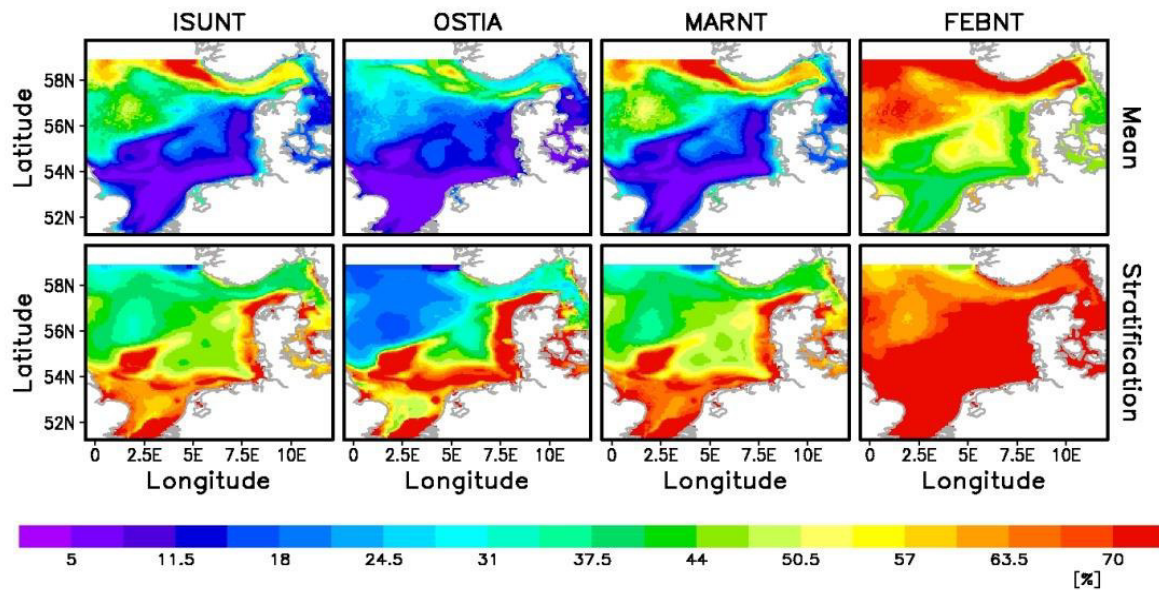 ISUNT OSTIA MARNT FEBNT
58N
56N
54N
52N
Latitude
Mean
58N
56N
54N
52N
Latitude
Stratification
0 2.5E 5E 7.5E 10E 0 2.5E 5E 7.5E 10E 0 2.5E 5E 7.5E 10E 0 2.5E 5E 7.5E 10E
Longitude Longitude Longitude Longitude
5 11.5 18 24.5 31 37.5 44 50.5 57 63.5 70
[%]